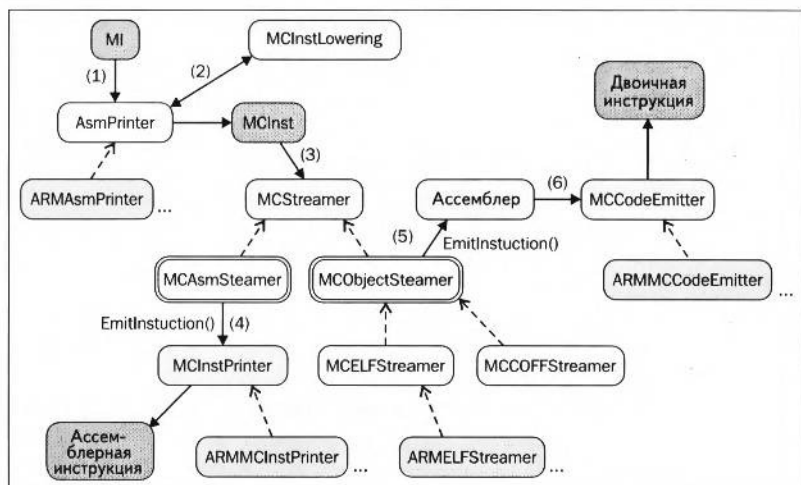 MI
MCInstLowering
(1)
(2)
Двоичная
инструкция
AsmPrinter
MCInst
(3)
(6)
ARMAsmPrinter
...
MCStreamer
Ассемблер
MCCodeEmitter
(5)
EmitInstuction()
MCAsmSteamer
MCObjectSteamer
ARMMCCodeEmitter
...
EmitInstuction()
(4)
MCInstPrinter
MCELFStreamer
MCCOFFStreamer
Ассем-
блерная
инструкция
ARMMCInstPrinter
...
ARMELFStreamer
...